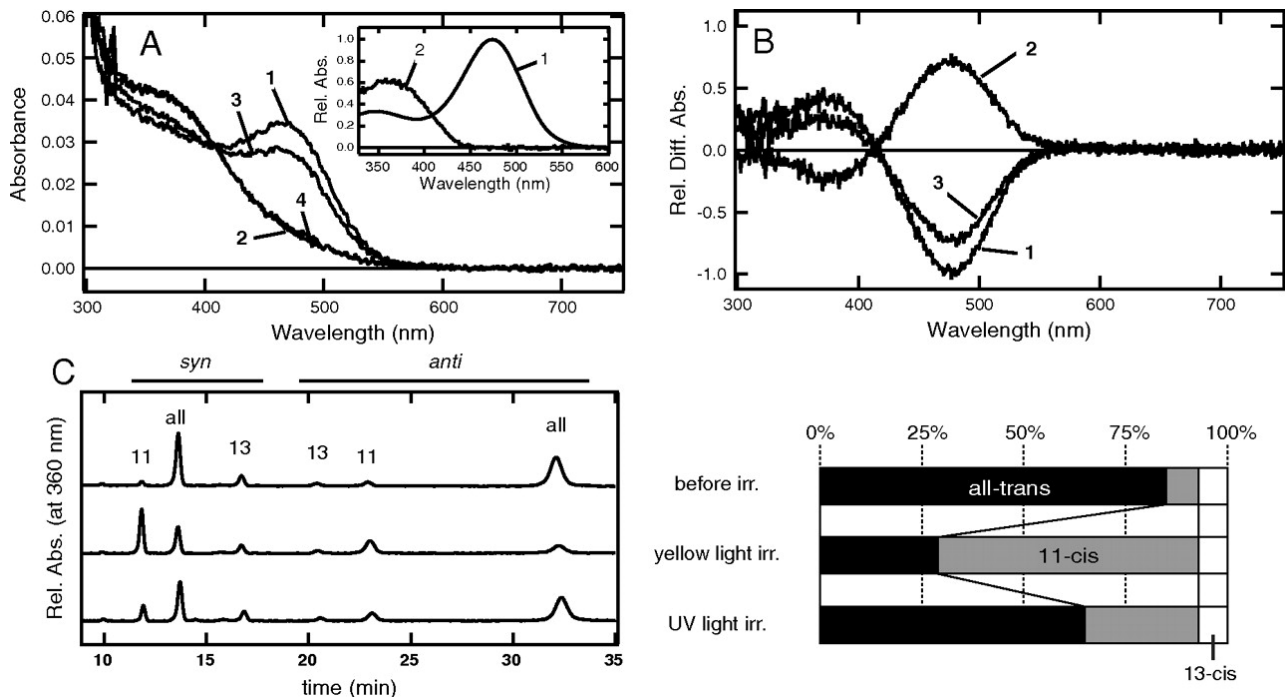 A
Absorbance
0.06
0.05
0.04
0.03
0.02
0.01
0.00
1
3
4
2
300 400 500 600 700
Wavelength (nm)
Rel. Abs.
1.0
0.8
0.6
0.4
0.2
0.0
2
1
350 400 450 500 550 600
Wavelength (nm)
B
Rel. Diff. Abs.
1.0
0.5
0.0
-0.5
-1.0
2
3
1
300 400 500 600 700
Wavelength (nm)
C
syn anti
Rel. Abs. (at 360 nm)
11 all 13 13 11 all
10 15 20 25 30 35
time (min)
0% 25% 50% 75% 100%
before irr. all-trans
yellow light irr. 11-cis
UV light irr.
13-cis